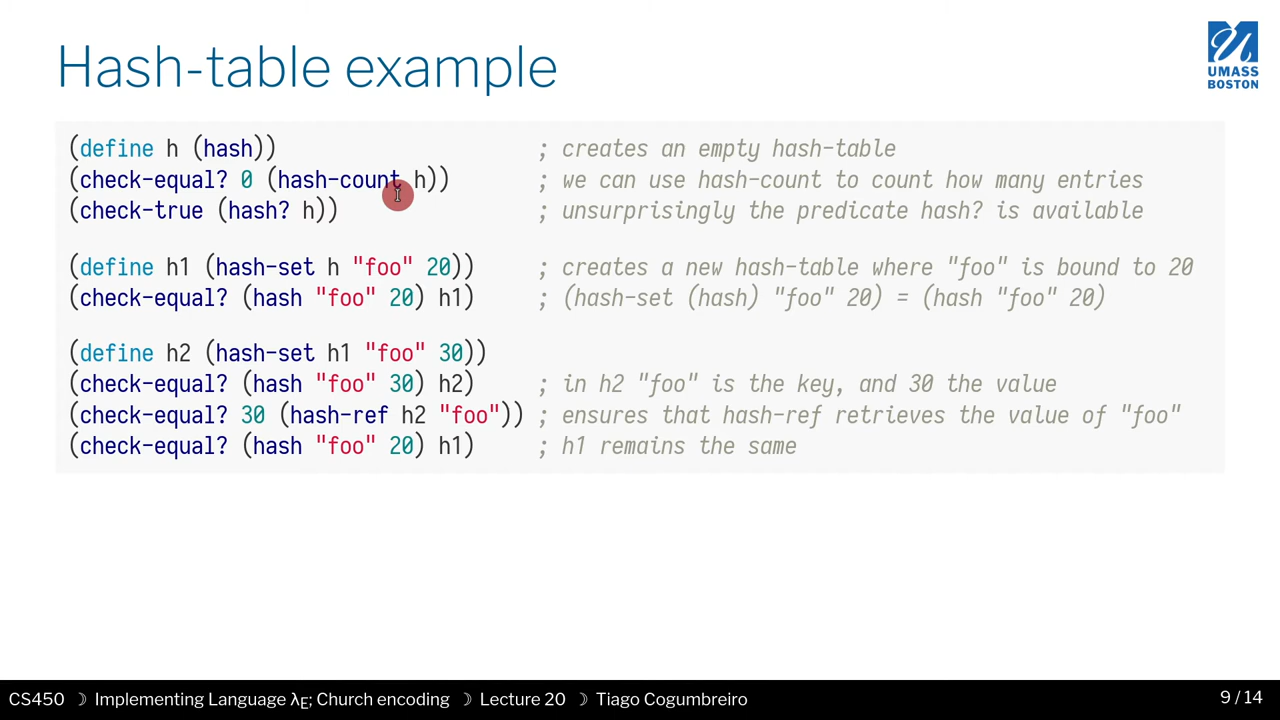 Hash-table example
UMASS
BOSTON
(define h (hash)) ; creates an empty hash-table
(check-equal? 0 (hash-count h)) ; we can use hash-count to count how many entries
(check-true (hash? h)) ; unsurprisingly the predicate hash? is available
(define h1 (hash-set h "foo" 20)) ; creates a new hash-table where "foo" is bound to 20
(check-equal? (hash "foo" 20) h1) ; (hash-set (hash) "foo" 20) = (hash "foo" 20)
(define h2 (hash-set h1 "foo" 30))
(check-equal? (hash "foo" 30) h2) ; in h2 "foo" is the key, and 30 the value
(check-equal? 30 (hash-ref h2 "foo")) ; ensures that hash-ref retrieves the value of "foo"
(check-equal? (hash "foo" 20) h1) ; h1 remains the same
CS450 ☽ Implementing Language λE; Church encoding ☽ Lecture 20 ☽ Tiago Cogumbreiro 9 / 14